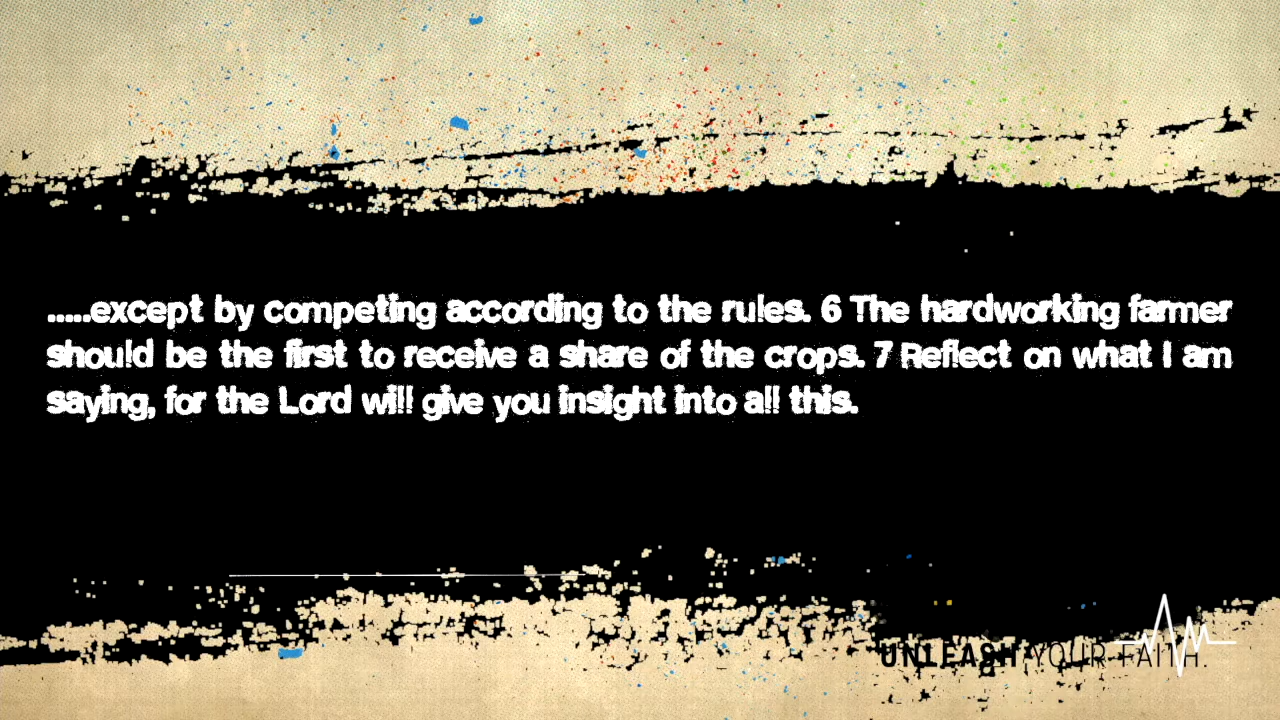 .....except by competing according to the rules. 6 The hardworking farmer
should be the first to receive a share of the crops. 7 Reflect on what I am
saying, for the Lord will give you insight into all this.
UNLEASH YOUR FAITH.